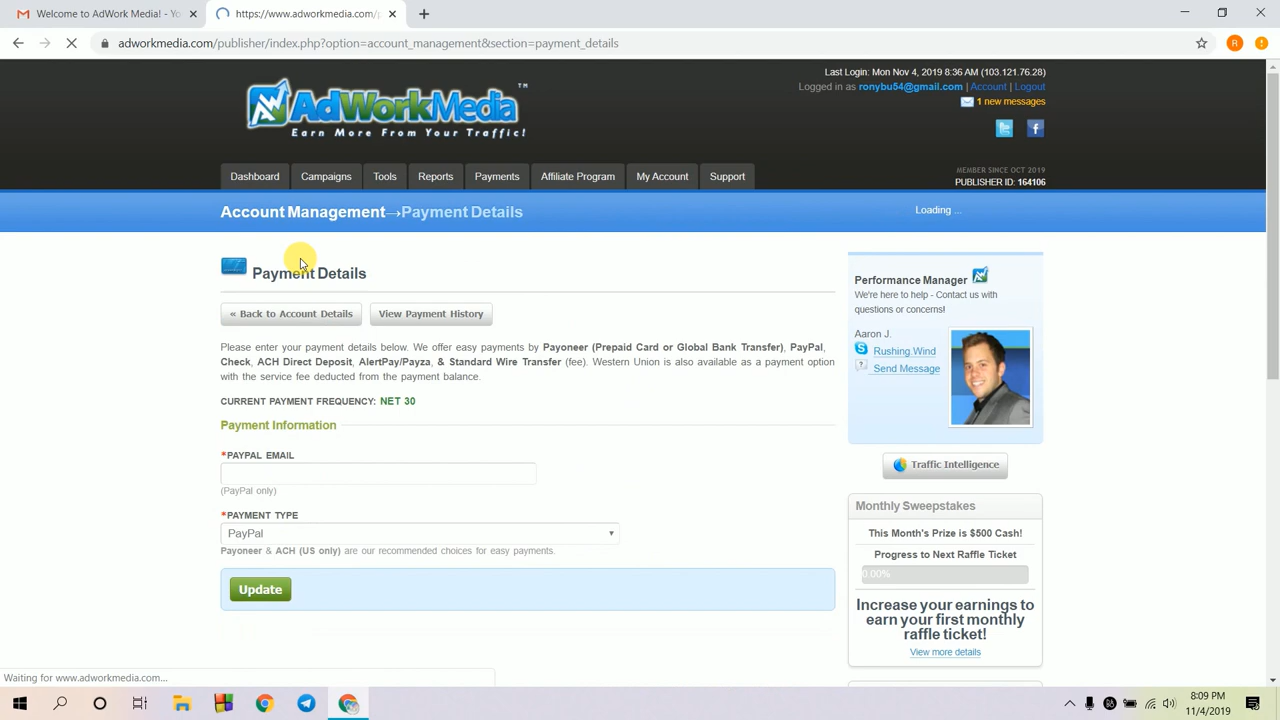 Welcome to AdWork Media! - Yo
https://www.adworkmedia.com/p
adworkmedia.com/publisher/index.php?option=account_management&section=payment_details
R
AdWorkMedia™
Earn More From Your Traffic!
Last Login: Mon Nov 4, 2019 8:36 AM (103.121.76.28)
Logged in as ronybu54@gmail.com | Account | Logout
1 new messages
Dashboard Campaigns Tools Reports Payments Affiliate Program My Account Support
MEMBER SINCE OCT 2019
PUBLISHER ID: 164106
Account Management→Payment Details
Loading ...
Payment Details
« Back to Account Details View Payment History
Please enter your payment details below. We offer easy payments by Payoneer (Prepaid Card or Global Bank Transfer), PayPal,
Check, ACH Direct Deposit, AlertPay/Payza, & Standard Wire Transfer (fee). Western Union is also available as a payment option
with the service fee deducted from the payment balance.
CURRENT PAYMENT FREQUENCY: NET 30
Payment Information
*PAYPAL EMAIL
(PayPal only)
*PAYMENT TYPE
PayPal
Payoneer & ACH (US only) are our recommended choices for easy payments.
Update
Performance Manager
We're here to help - Contact us with
questions or concerns!
Aaron J.
Rushing.Wind
Send Message
Traffic Intelligence
Monthly Sweepstakes
This Month's Prize is $500 Cash!
Progress to Next Raffle Ticket
0.00%
Increase your earnings to
earn your first monthly
raffle ticket!
View more details
Waiting for www.adworkmedia.com...
8:09 PM
11/4/2019